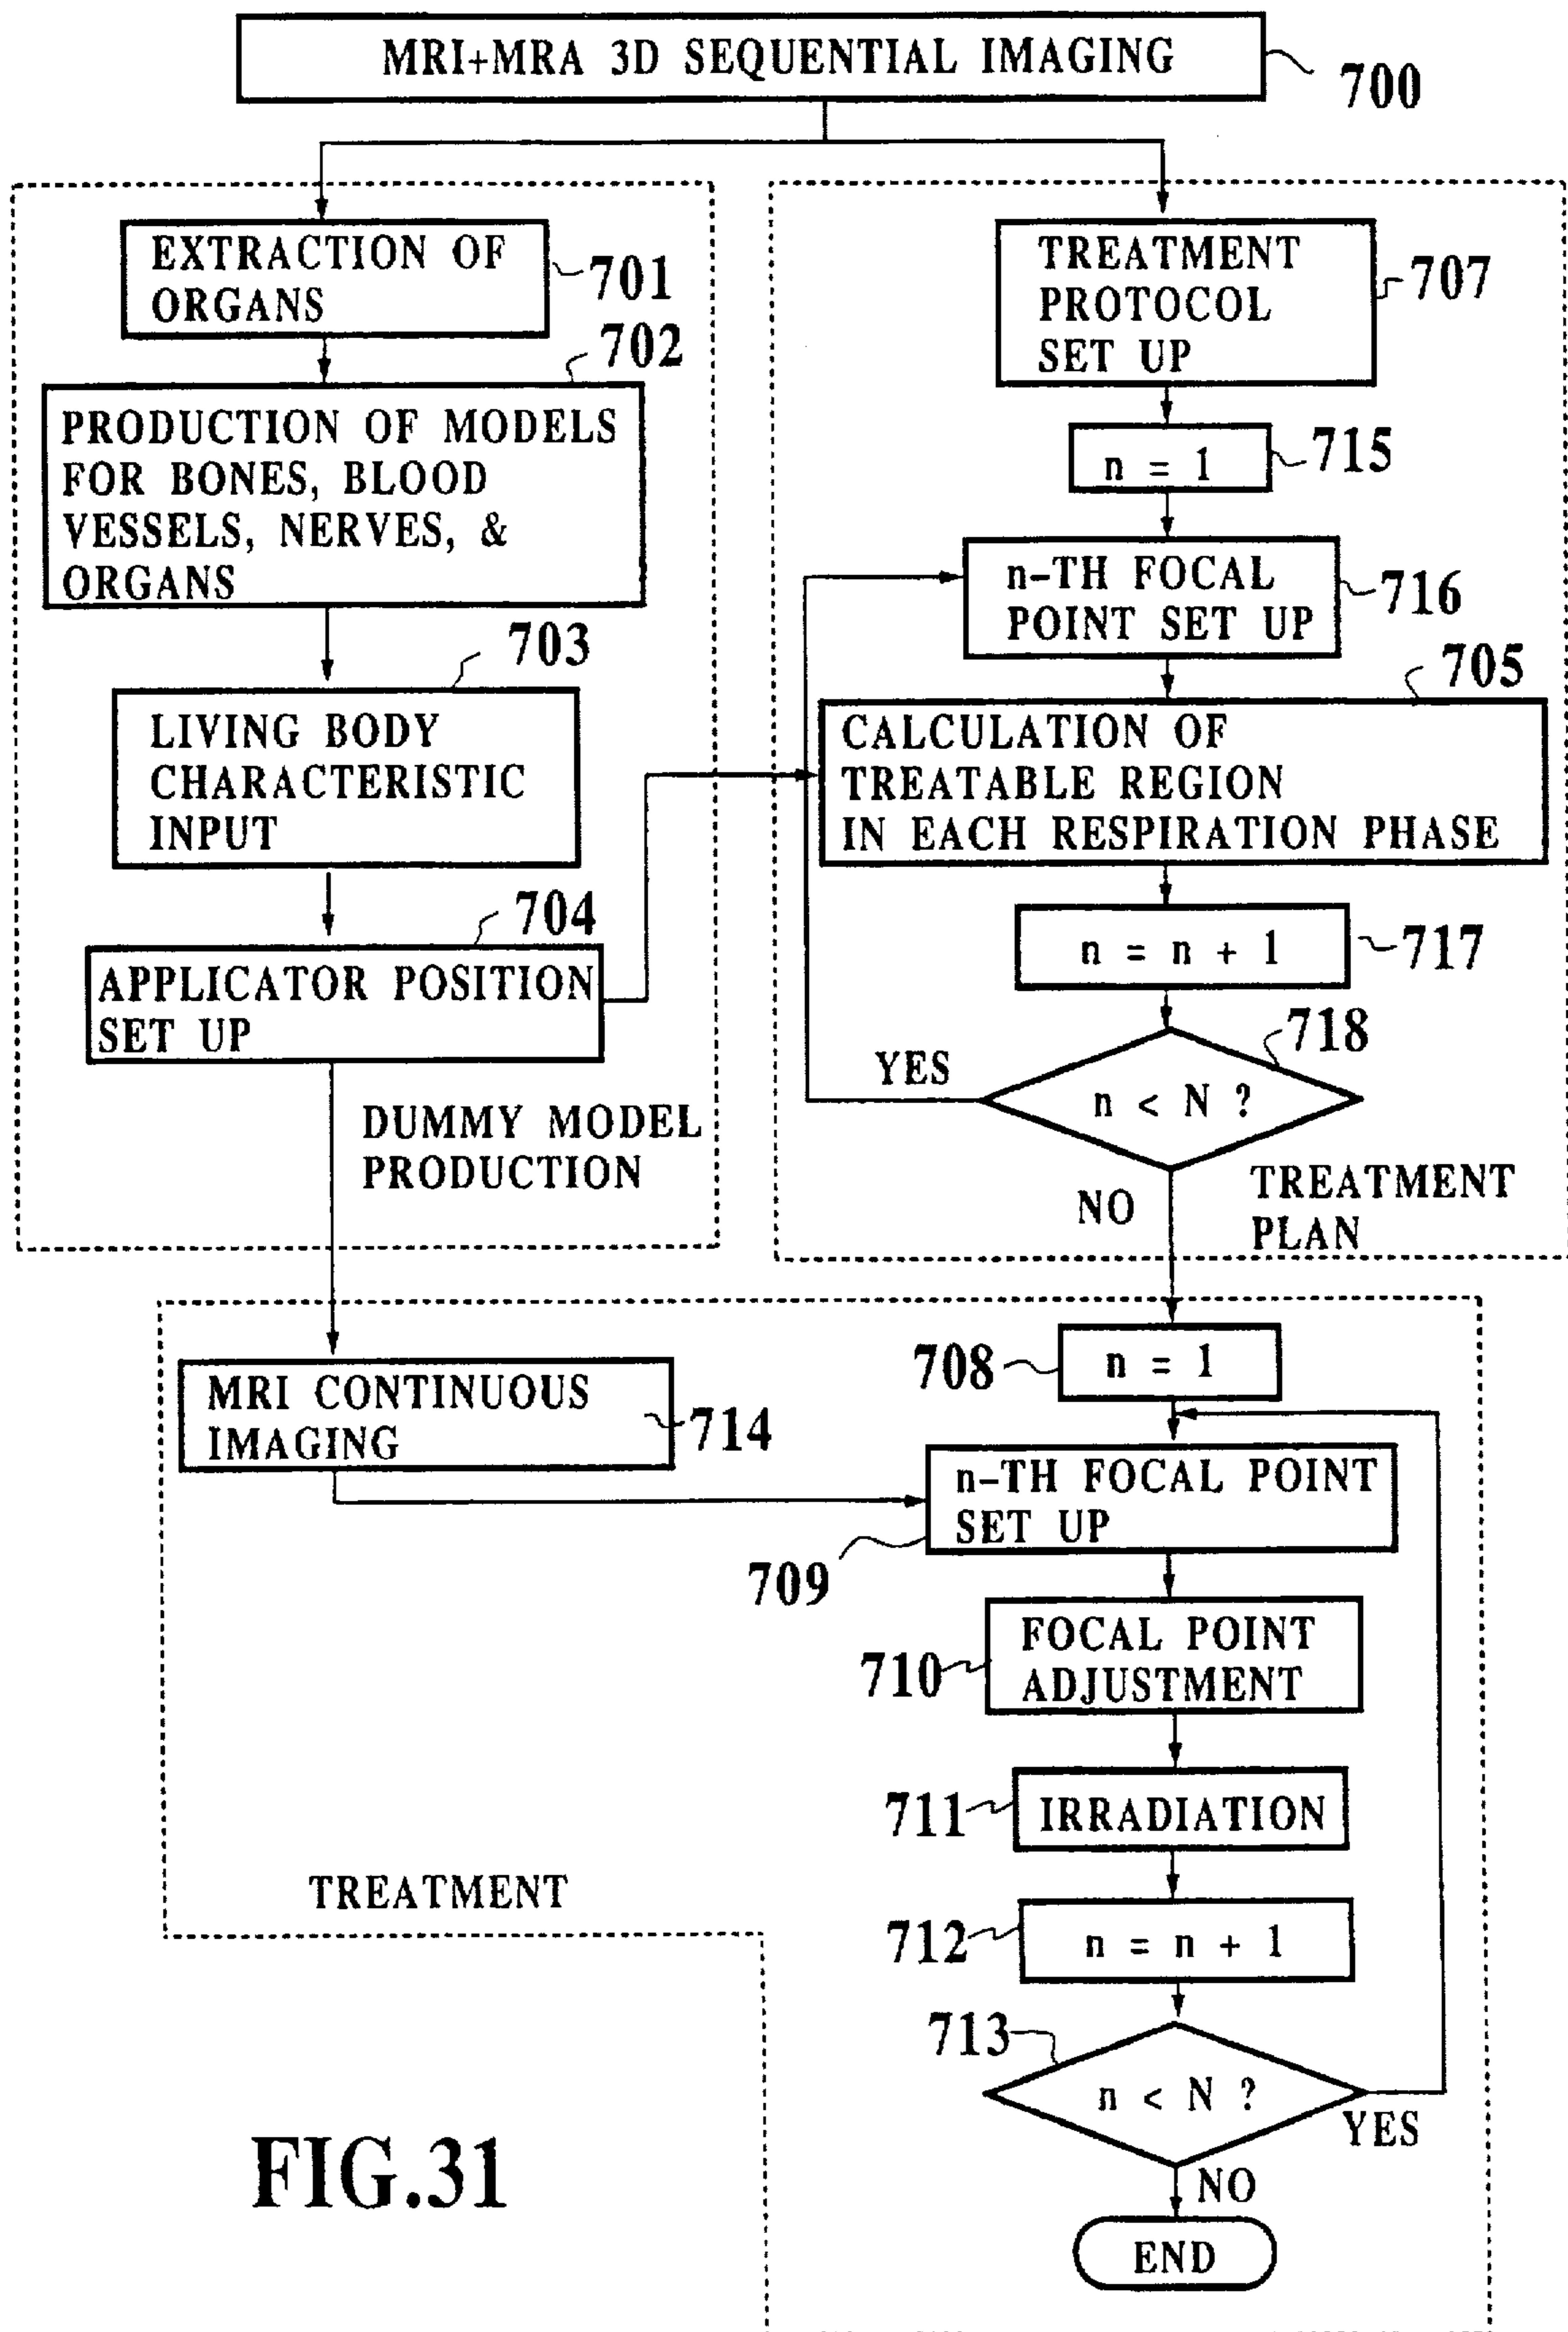 MRI+MRA 3D SEQUENTIAL IMAGING
700
EXTRACTION OF
ORGANS
701
702
PRODUCTION OF MODELS
FOR BONES, BLOOD
VESSELS, NERVES, &
ORGANS
703
LIVING BODY
CHARACTERISTIC
INPUT
704
APPLICATOR POSITION
SET UP
DUMMY MODEL
PRODUCTION
TREATMENT
PROTOCOL
SET UP
707
n = 1
715
n-TH FOCAL
POINT SET UP
716
705
CALCULATION OF
TREATABLE REGION
IN EACH RESPIRATION PHASE
n = n + 1
717
718
YES
n < N ?
NO
TREATMENT
PLAN
MRI CONTINUOUS
IMAGING
714
708
n = 1
n-TH FOCAL POINT
SET UP
709
FOCAL POINT
ADJUSTMENT
710
711
IRRADIATION
TREATMENT
712
n = n + 1
713
n < N ?
YES
NO
END
FIG.31